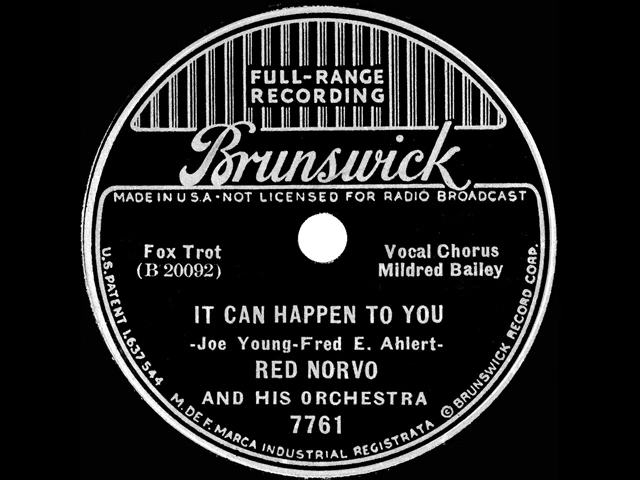 FULL-RANGE
RECORDING
Brunswick
MADE IN U.S.A - NOT LICENSED FOR RADIO BROADCAST
Fox Trot
(B 20092)
Vocal Chorus
Mildred Bailey
IT CAN HAPPEN TO YOU
-Joe Young-Fred E. Ahlert-
RED NORVO
AND HIS ORCHESTRA
7761
U.S. PATENT 1,637,544
M. DE F. MARCA INDUSTRIAL REGISTRATA
© BRUNSWICK RECORD CORP.